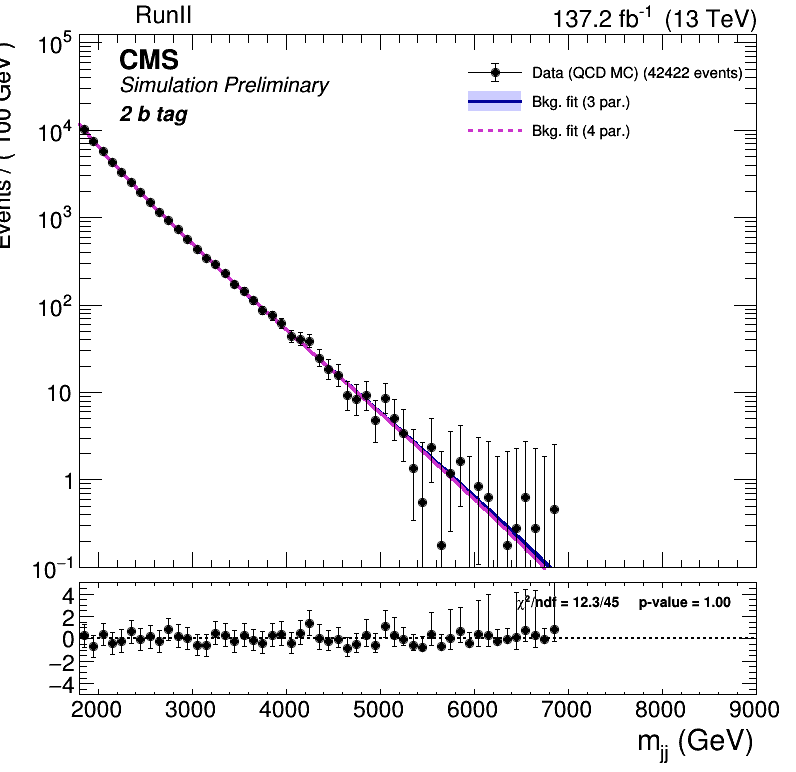 RunII 137.2 fb⁻¹ (13 TeV)
CMS
Simulation Preliminary
2 b tag
Data (QCD MC) (42422 events)
Bkg. fit (3 par.)
Bkg. fit (4 par.)
Events / ( 100 GeV )
10⁵
10⁴
10³
10²
10
1
10⁻¹
χ²/ndf = 12.3/45 p-value = 1.00
4
2
0
−2
−4
2000 3000 4000 5000 6000 7000 8000 9000
m_jj (GeV)